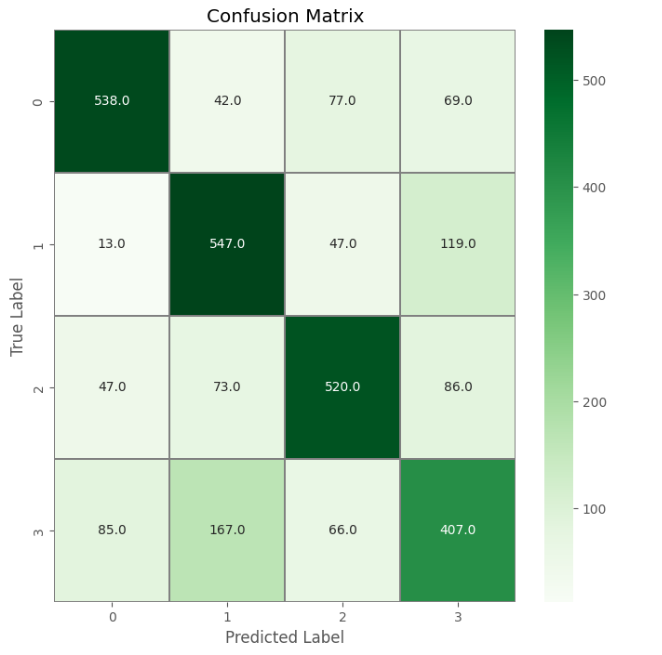 Confusion Matrix
0 538.0 42.0 77.0 69.0
1 13.0 547.0 47.0 119.0
2 47.0 73.0 520.0 86.0
3 85.0 167.0 66.0 407.0
0 1 2 3
Predicted Label
True Label
500
400
300
200
100